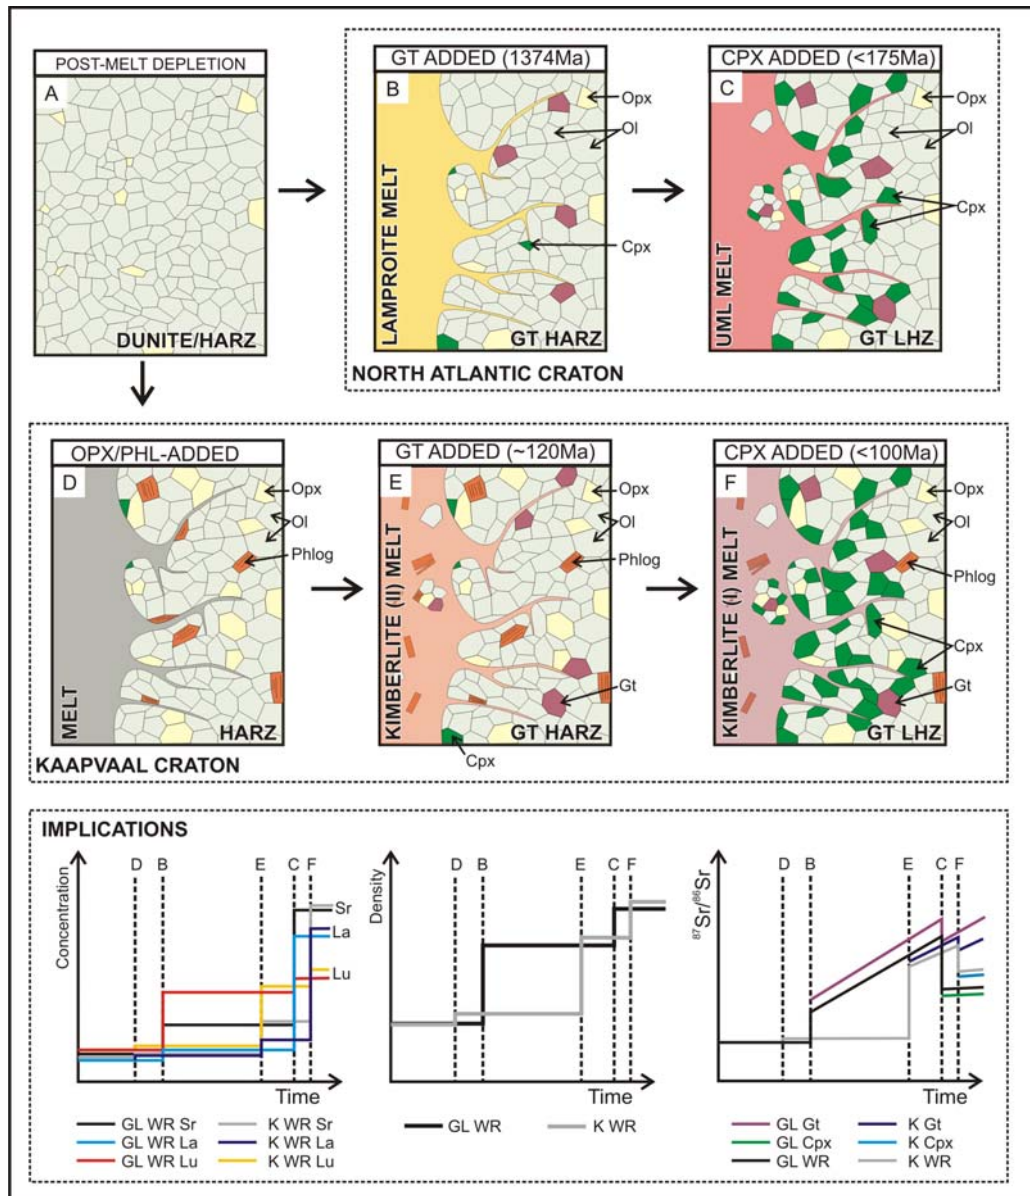 POST-MELT DEPLETION
A
DUNITE/HARZ
GT ADDED (1374Ma)
B
Opx
Ol
Cpx
LAMPROITE MELT
GT HARZ
CPX ADDED (<175Ma)
C
Opx
Ol
Cpx
UML MELT
GT LHZ
NORTH ATLANTIC CRATON
OPX/PHL-ADDED
D
Opx
Ol
Phlog
MELT
HARZ
GT ADDED (~120Ma)
E
Opx
Ol
Phlog
Gt
Cpx
KIMBERLITE (II) MELT
GT HARZ
CPX ADDED (<100Ma)
F
Opx
Ol
Phlog
Cpx
Gt
KIMBERLITE (I) MELT
GT LHZ
KAAPVAAL CRATON
IMPLICATIONS
Concentration
D B E C F
Sr
La
Lu
Time
GL WR Sr K WR Sr
GL WR La K WR La
GL WR Lu K WR Lu
Density
D B E C F
Time
GL WR K WR
⁸⁷Sr/⁸⁶Sr
D B E C F
Time
GL Gt K Gt
GL Cpx K Cpx
GL WR K WR